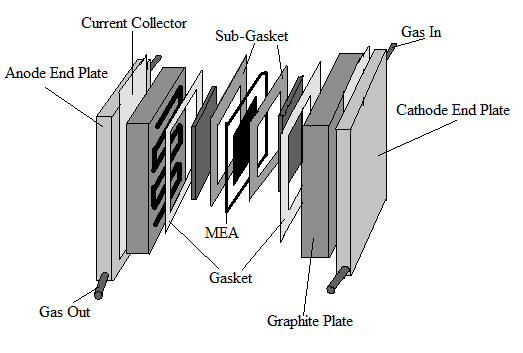 Current Collector
Sub-Gasket
Gas In
Anode End Plate
Cathode End Plate
MEA
Gasket
Gas Out
Graphite Plate